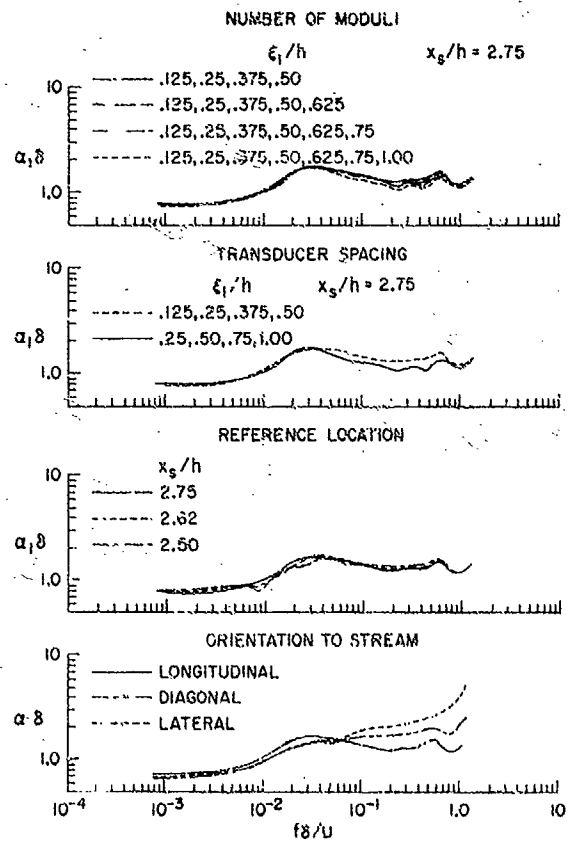 NUMBER OF MODULI
ξ₁/h xₛ/h = 2.75
10
.125,.25,.375,.50
.125,.25,.375,.50,.625
.125,.25,.375,.50,.625,.75
.125,.25,.375,.50,.625,.75,1.00
α₁δ
1.0
TRANSDUCER SPACING
ξ₁/h xₛ/h = 2.75
10
.125,.25,.375,.50
.25,.50,.75,1.00
α₁δ
1.0
REFERENCE LOCATION
xₛ/h
10
2.75
2.62
2.50
α₁δ
1.0
ORIENTATION TO STREAM
10
LONGITUDINAL
DIAGONAL
LATERAL
α δ
1.0
10⁻⁴ 10⁻³ 10⁻² 10⁻¹ 1.0 10
fδ/U